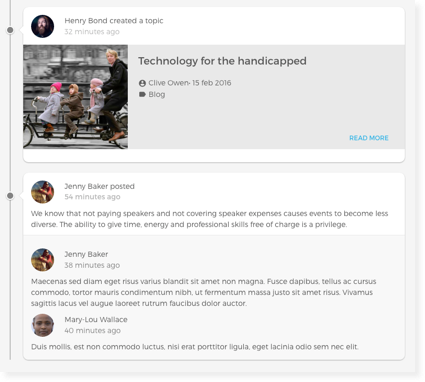 Henry Bond created a topic
32 minutes ago
Technology for the handicapped
Clive Owen· 15 feb 2016
Blog
READ MORE
Jenny Baker posted
54 minutes ago
We know that not paying speakers and not covering speaker expenses causes events to become less
diverse. The ability to give time, energy and professional skills free of charge is a privilege.
Jenny Baker
38 minutes ago
Maecenas sed diam eget risus varius blandit sit amet non magna. Fusce dapibus, tellus ac cursus
commodo, tortor mauris condimentum nibh, ut fermentum massa justo sit amet risus. Vivamus
sagittis lacus vel augue laoreet rutrum faucibus dolor auctor.
Mary-Lou Wallace
40 minutes ago
Duis mollis, est non commodo luctus, nisi erat porttitor ligula, eget lacinia odio sem nec elit.